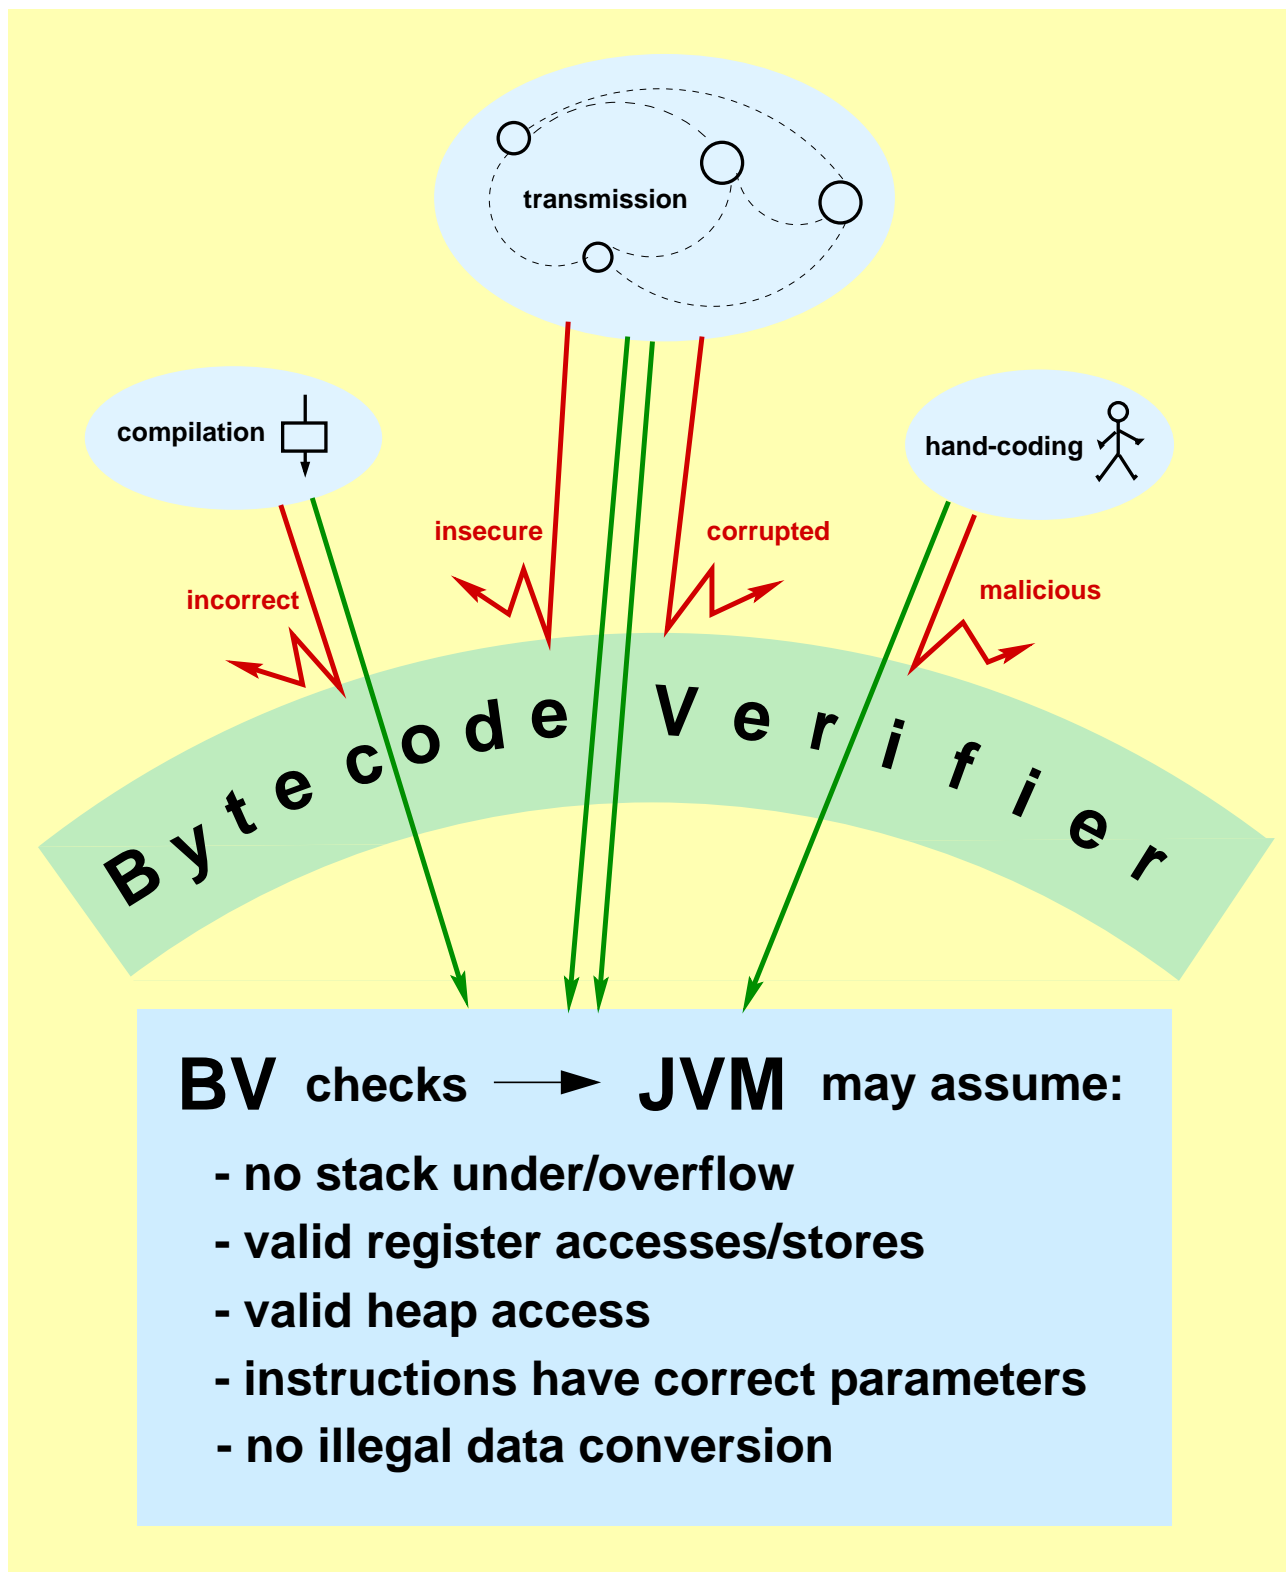 transmission
compilation
hand-coding
insecure
corrupted
malicious
incorrect
Bytecode Verifier
BV checks JVM may assume:
- no stack under/overflow
- valid register accesses/stores
- valid heap access
- instructions have correct parameters
- no illegal data conversion